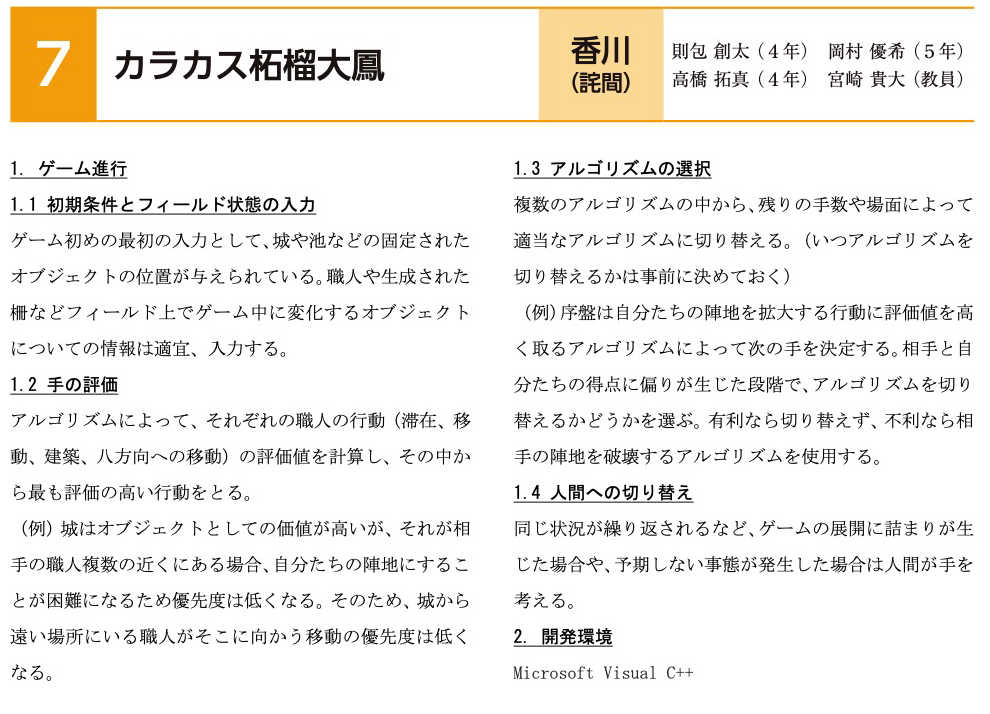 7
カラカス柘榴大鳳
香川
(詫間)
則包 創太（４年） 岡村 優希（５年）
高橋 拓真（４年） 宮崎 貴大（教員）
1. ゲーム進行
1.1 初期条件とフィールド状態の入力
ゲーム初めの最初の入力として、城や池などの固定された
オブジェクトの位置が与えられている。職人や生成された
柵などフィールド上でゲーム中に変化するオブジェクト
についての情報は適宜、入力する。
1.2 手の評価
アルゴリズムによって、それぞれの職人の行動（滞在、移
動、建築、八方向への移動）の評価値を計算し、その中か
ら最も評価の高い行動をとる。
（例）城はオブジェクトとしての価値が高いが、それが相
手の職人複数の近くにある場合、自分たちの陣地にするこ
とが困難になるため優先度は低くなる。そのため、城から
遠い場所にいる職人がそこに向かう移動の優先度は低く
なる。
1.3 アルゴリズムの選択
複数のアルゴリズムの中から、残りの手数や場面によって
適当なアルゴリズムに切り替える。（いつアルゴリズムを
切り替えるかは事前に決めておく）
（例）序盤は自分たちの陣地を拡大する行動に評価値を高
く取るアルゴリズムによって次の手を決定する。相手と自
分たちの得点に偏りが生じた段階で、アルゴリズムを切り
替えるかどうかを選ぶ。有利なら切り替えず、不利なら相
手の陣地を破壊するアルゴリズムを使用する。
1.4 人間への切り替え
同じ状況が繰り返されるなど、ゲームの展開に詰まりが生
じた場合や、予期しない事態が発生した場合は人間が手を
考える。
2. 開発環境
Microsoft Visual C++